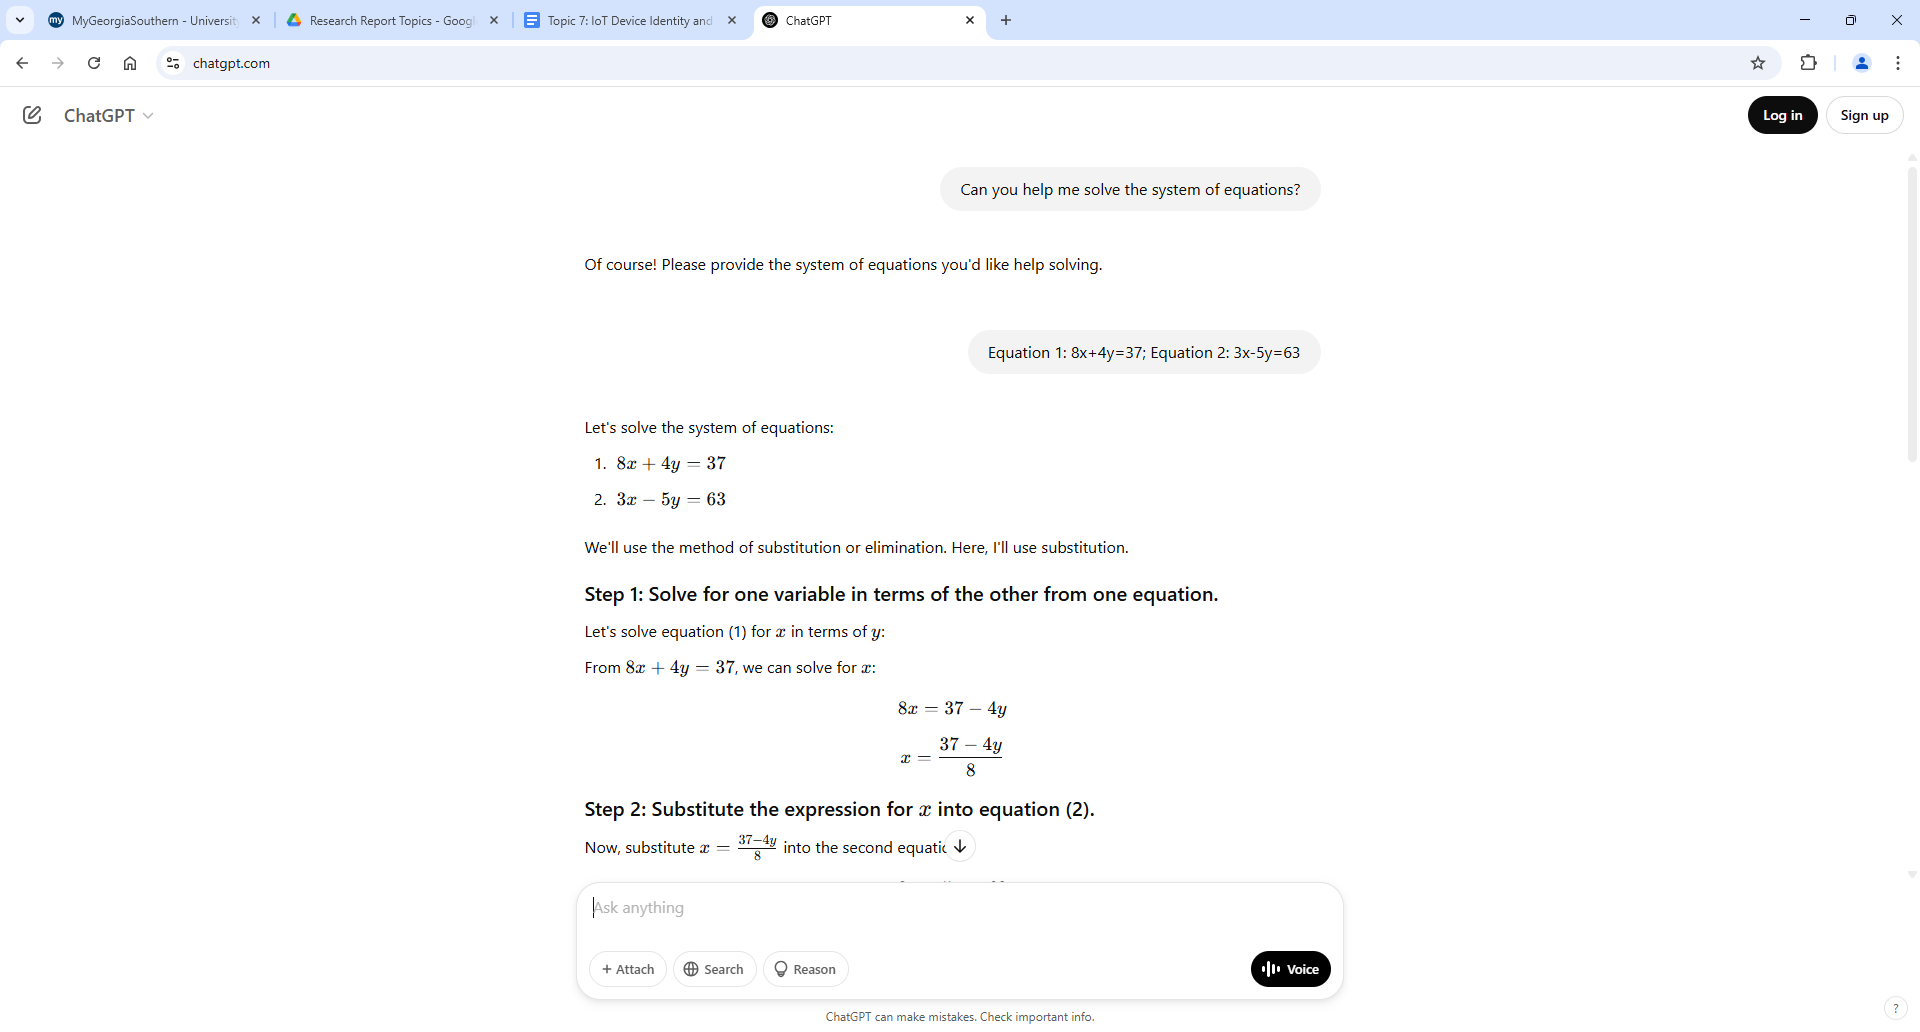 MyGeorgiaSouthern - Universit
Research Report Topics - Googl
Topic 7: IoT Device Identity and
ChatGPT
chatgpt.com
ChatGPT
Log in
Sign up
Can you help me solve the system of equations?
Of course! Please provide the system of equations you'd like help solving.
Equation 1: 8x+4y=37; Equation 2: 3x-5y=63
Let's solve the system of equations:
1. 8x + 4y = 37
2. 3x − 5y = 63
We'll use the method of substitution or elimination. Here, I'll use substitution.
Step 1: Solve for one variable in terms of the other from one equation.
Let's solve equation (1) for x in terms of y:
From 8x + 4y = 37, we can solve for x:
8x = 37 − 4y
x = \frac{37 − 4y}{8}
Step 2: Substitute the expression for x into equation (2).
Now, substitute x = \frac{37−4y}{8} into the second equatio
Ask anything
+ Attach
Search
Reason
Voice
ChatGPT can make mistakes. Check important info.
?